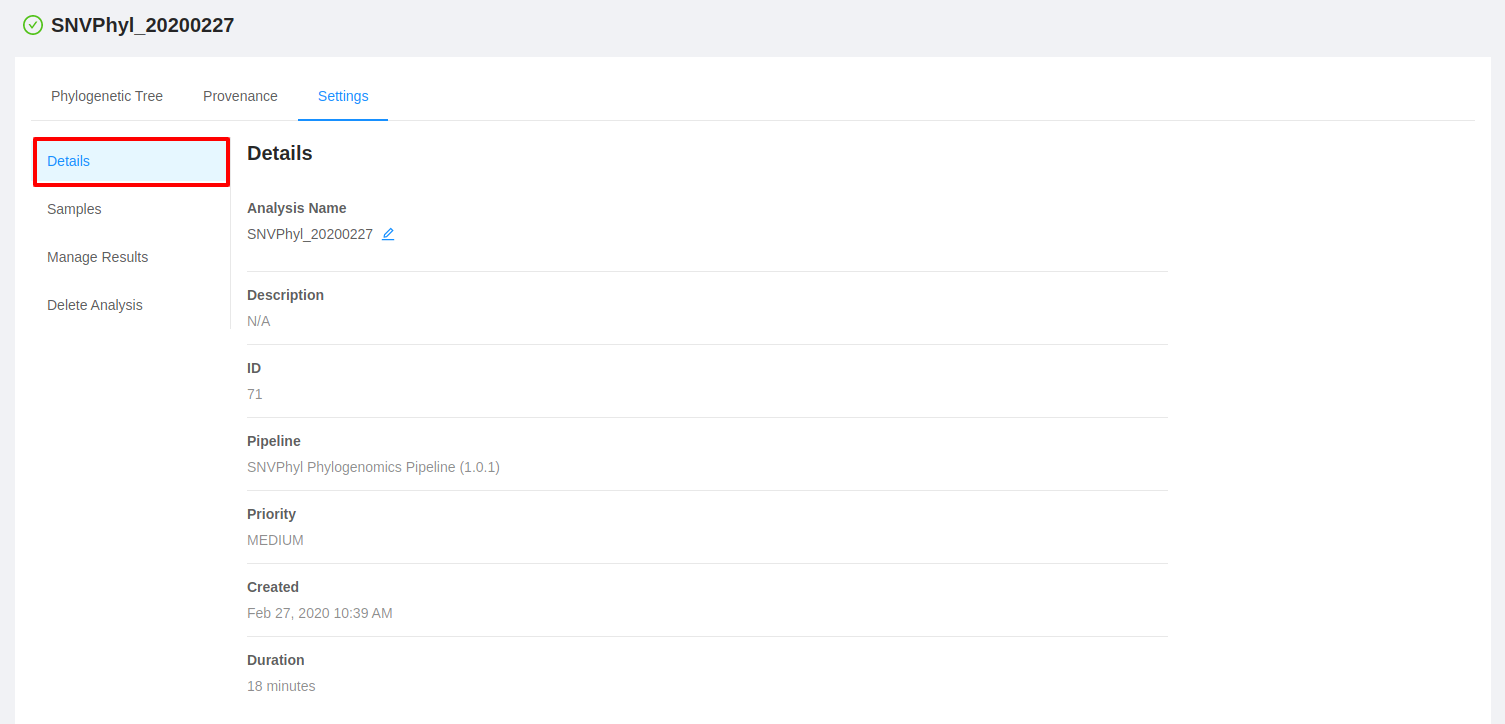 SNVPhyl_20200227
Phylogenetic Tree
Provenance
Settings
Details
Samples
Manage Results
Delete Analysis
Details
Analysis Name
SNVPhyl_20200227
Description
N/A
ID
71
Pipeline
SNVPhyl Phylogenomics Pipeline (1.0.1)
Priority
MEDIUM
Created
Feb 27, 2020 10:39 AM
Duration
18 minutes